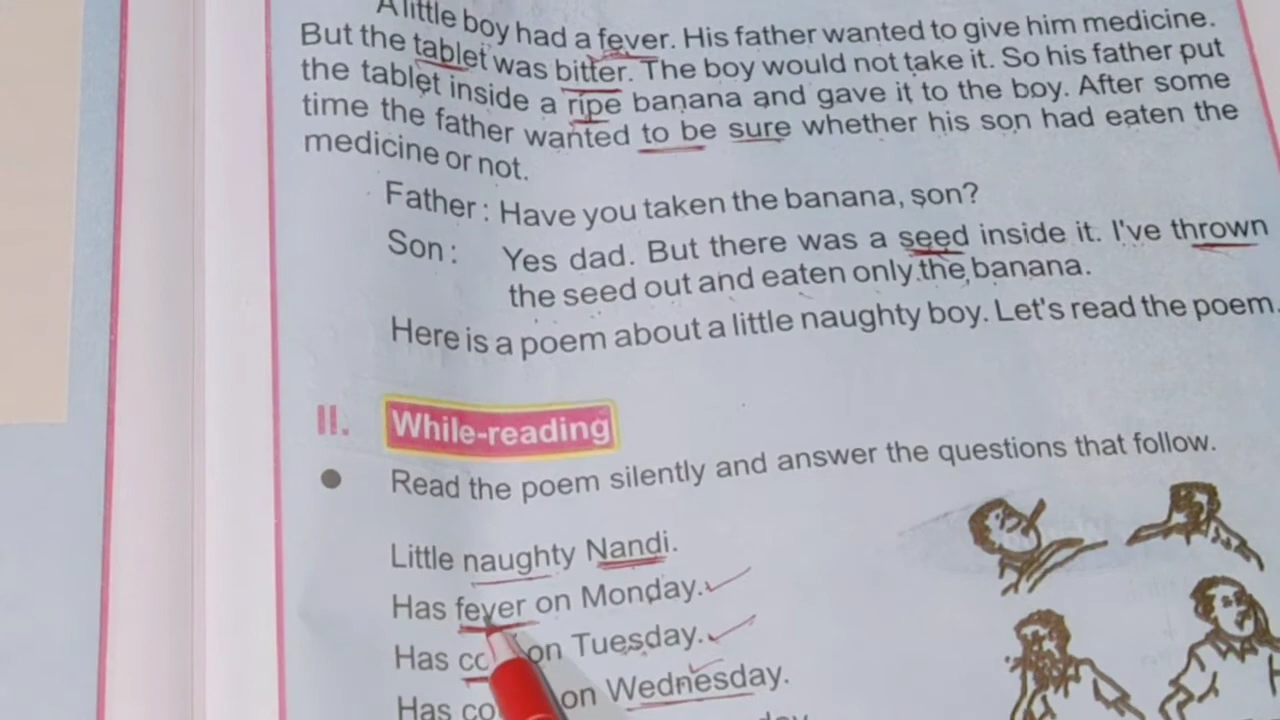 A little boy had a fever. His father wanted to give him medicine.
But the tablet was bitter. The boy would not take it. So his father put
the tablet inside a ripe banana and gave it to the boy. After some
time the father wanted to be sure whether his son had eaten the
medicine or not.
Father : Have you taken the banana, son?
Son : Yes dad. But there was a seed inside it. I've thrown
the seed out and eaten only the banana.
Here is a poem about a little naughty boy. Let's read the poem.
II. While-reading
● Read the poem silently and answer the questions that follow.
Little naughty Nandi.
Has fever on Monday.
Has on Tuesday.
Has on Wednesday.